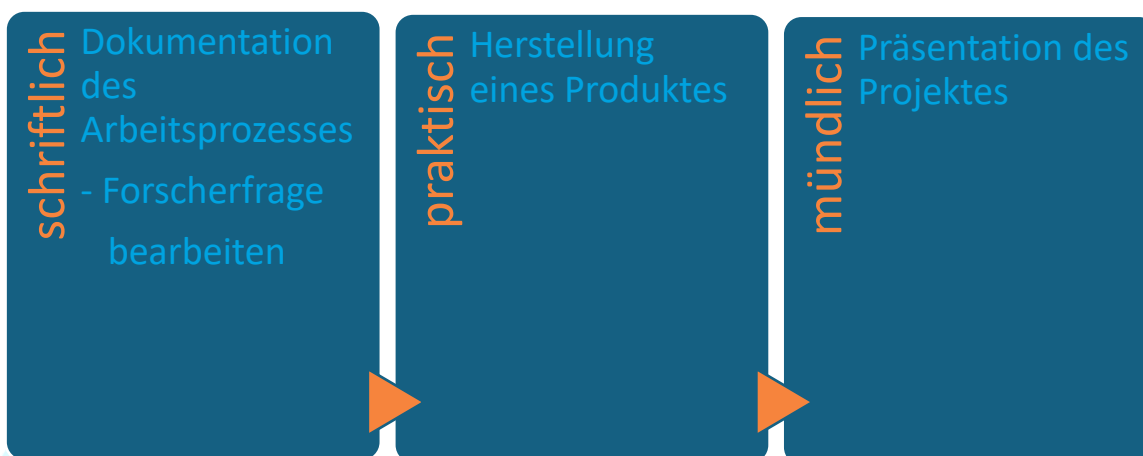 schriftlich
Dokumentation
des
Arbeitsprozesses
- Forscherfrage
bearbeiten
praktisch
Herstellung
eines Produktes
mündlich
Präsentation des
Projektes